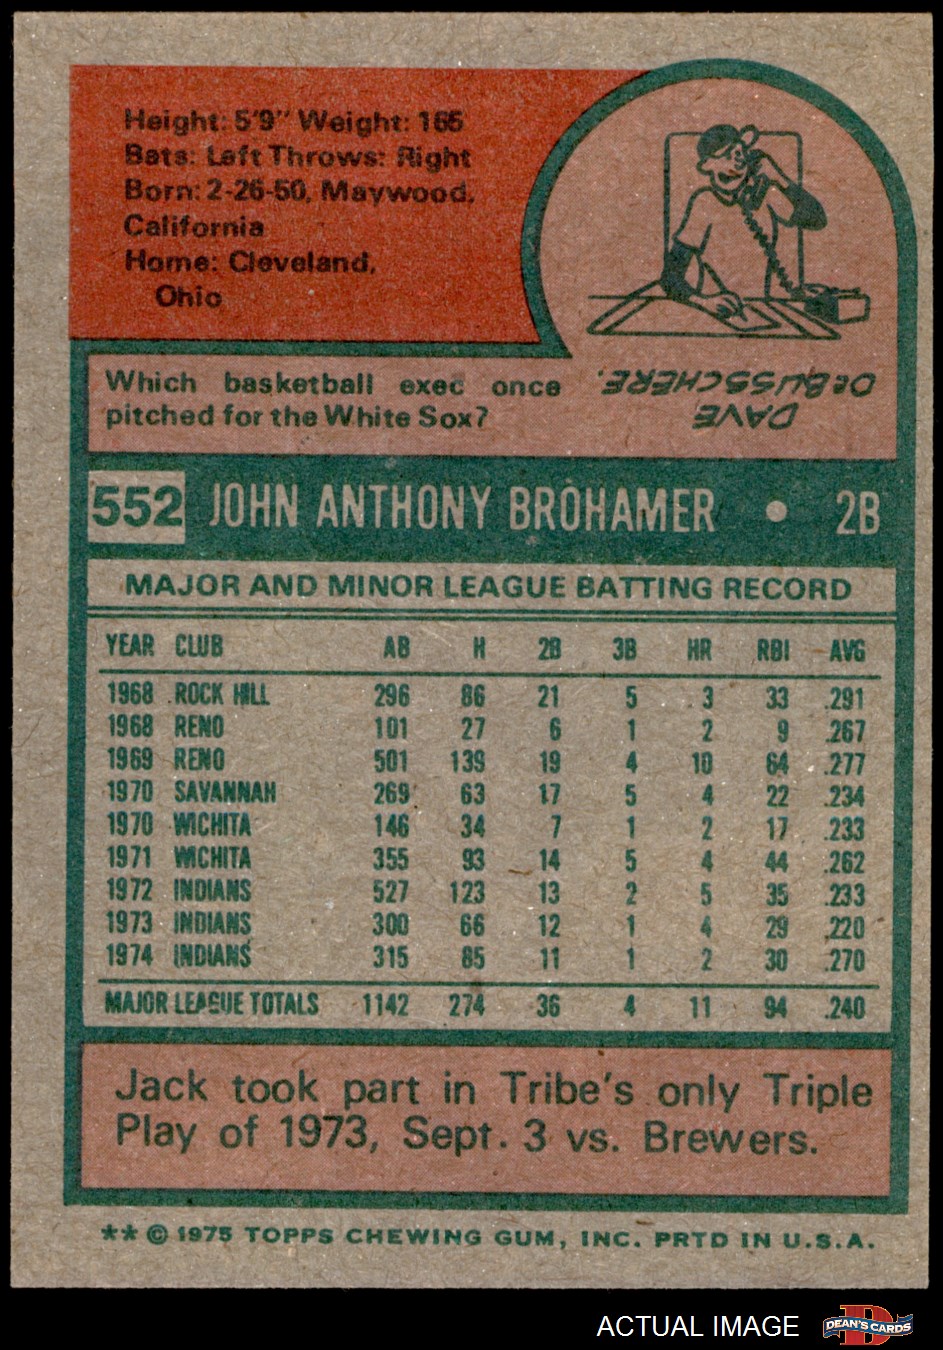 Height: 5'9" Weight: 165
Bats: Left Throws: Right
Born: 2-26-50, Maywood,
California
Home: Cleveland,
Ohio
Which basketball exec once
pitched for the White Sox?
DAVE
DeBUSSCHERE.
552 JOHN ANTHONY BROHAMER • 2B
MAJOR AND MINOR LEAGUE BATTING RECORD
YEAR CLUB AB H 2B 3B HR RBI AVG
1968 ROCK HILL 296 86 21 5 3 33 .291
1968 RENO 101 27 6 1 2 9 .267
1969 RENO 501 139 19 4 10 64 .277
1970 SAVANNAH 269 63 17 5 4 22 .234
1970 WICHITA 146 34 7 1 2 17 .233
1971 WICHITA 355 93 14 5 4 44 .262
1972 INDIANS 527 123 13 2 5 35 .233
1973 INDIANS 300 66 12 1 4 29 .220
1974 INDIANS 315 85 11 1 2 30 .270
MAJOR LEAGUE TOTALS 1142 274 36 4 11 94 .240
Jack took part in Tribe's only Triple
Play of 1973, Sept. 3 vs. Brewers.
** © 1975 TOPPS CHEWING GUM, INC. PRTD IN U.S.A.
ACTUAL IMAGE DEAN'S CARDS